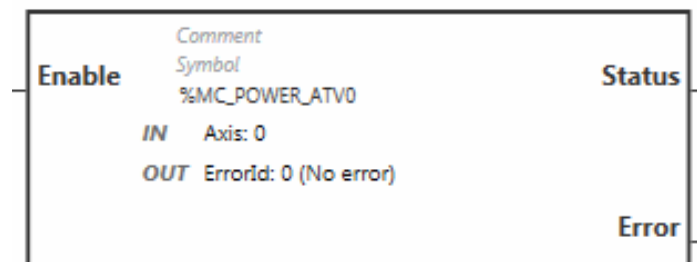 Comment
Enable Symbol Status
%MC_POWER_ATV0
IN Axis: 0
OUT ErrorId: 0 (No error)
Error